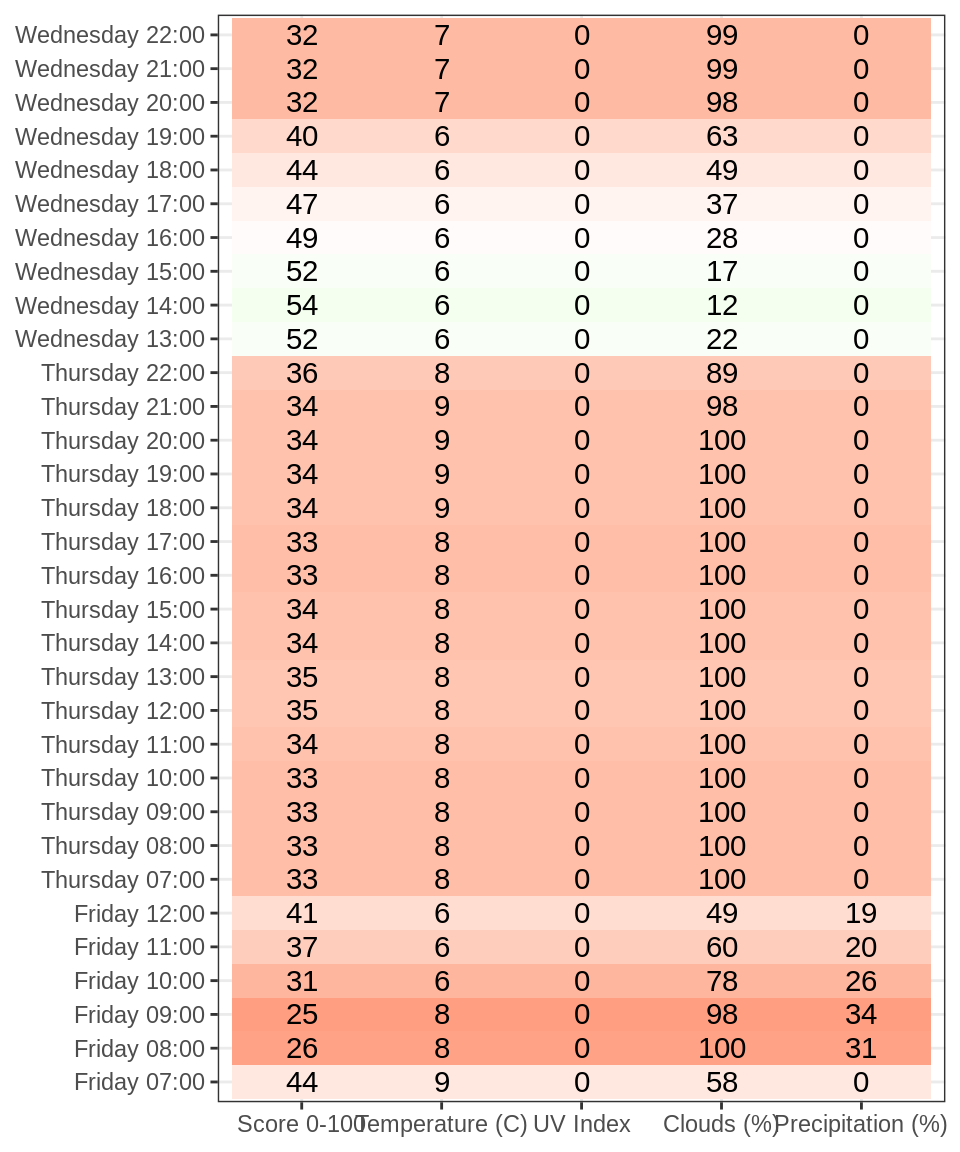 Wednesday 22:00 32 7 0 99 0
Wednesday 21:00 32 7 0 99 0
Wednesday 20:00 32 7 0 98 0
Wednesday 19:00 40 6 0 63 0
Wednesday 18:00 44 6 0 49 0
Wednesday 17:00 47 6 0 37 0
Wednesday 16:00 49 6 0 28 0
Wednesday 15:00 52 6 0 17 0
Wednesday 14:00 54 6 0 12 0
Wednesday 13:00 52 6 0 22 0
Thursday 22:00 36 8 0 89 0
Thursday 21:00 34 9 0 98 0
Thursday 20:00 34 9 0 100 0
Thursday 19:00 34 9 0 100 0
Thursday 18:00 34 9 0 100 0
Thursday 17:00 33 8 0 100 0
Thursday 16:00 33 8 0 100 0
Thursday 15:00 34 8 0 100 0
Thursday 14:00 34 8 0 100 0
Thursday 13:00 35 8 0 100 0
Thursday 12:00 35 8 0 100 0
Thursday 11:00 34 8 0 100 0
Thursday 10:00 33 8 0 100 0
Thursday 09:00 33 8 0 100 0
Thursday 08:00 33 8 0 100 0
Thursday 07:00 33 8 0 100 0
Friday 12:00 41 6 0 49 19
Friday 11:00 37 6 0 60 20
Friday 10:00 31 6 0 78 26
Friday 09:00 25 8 0 98 34
Friday 08:00 26 8 0 100 31
Friday 07:00 44 9 0 58 0
Score 0-100 Temperature (C) UV Index Clouds (%) Precipitation (%)